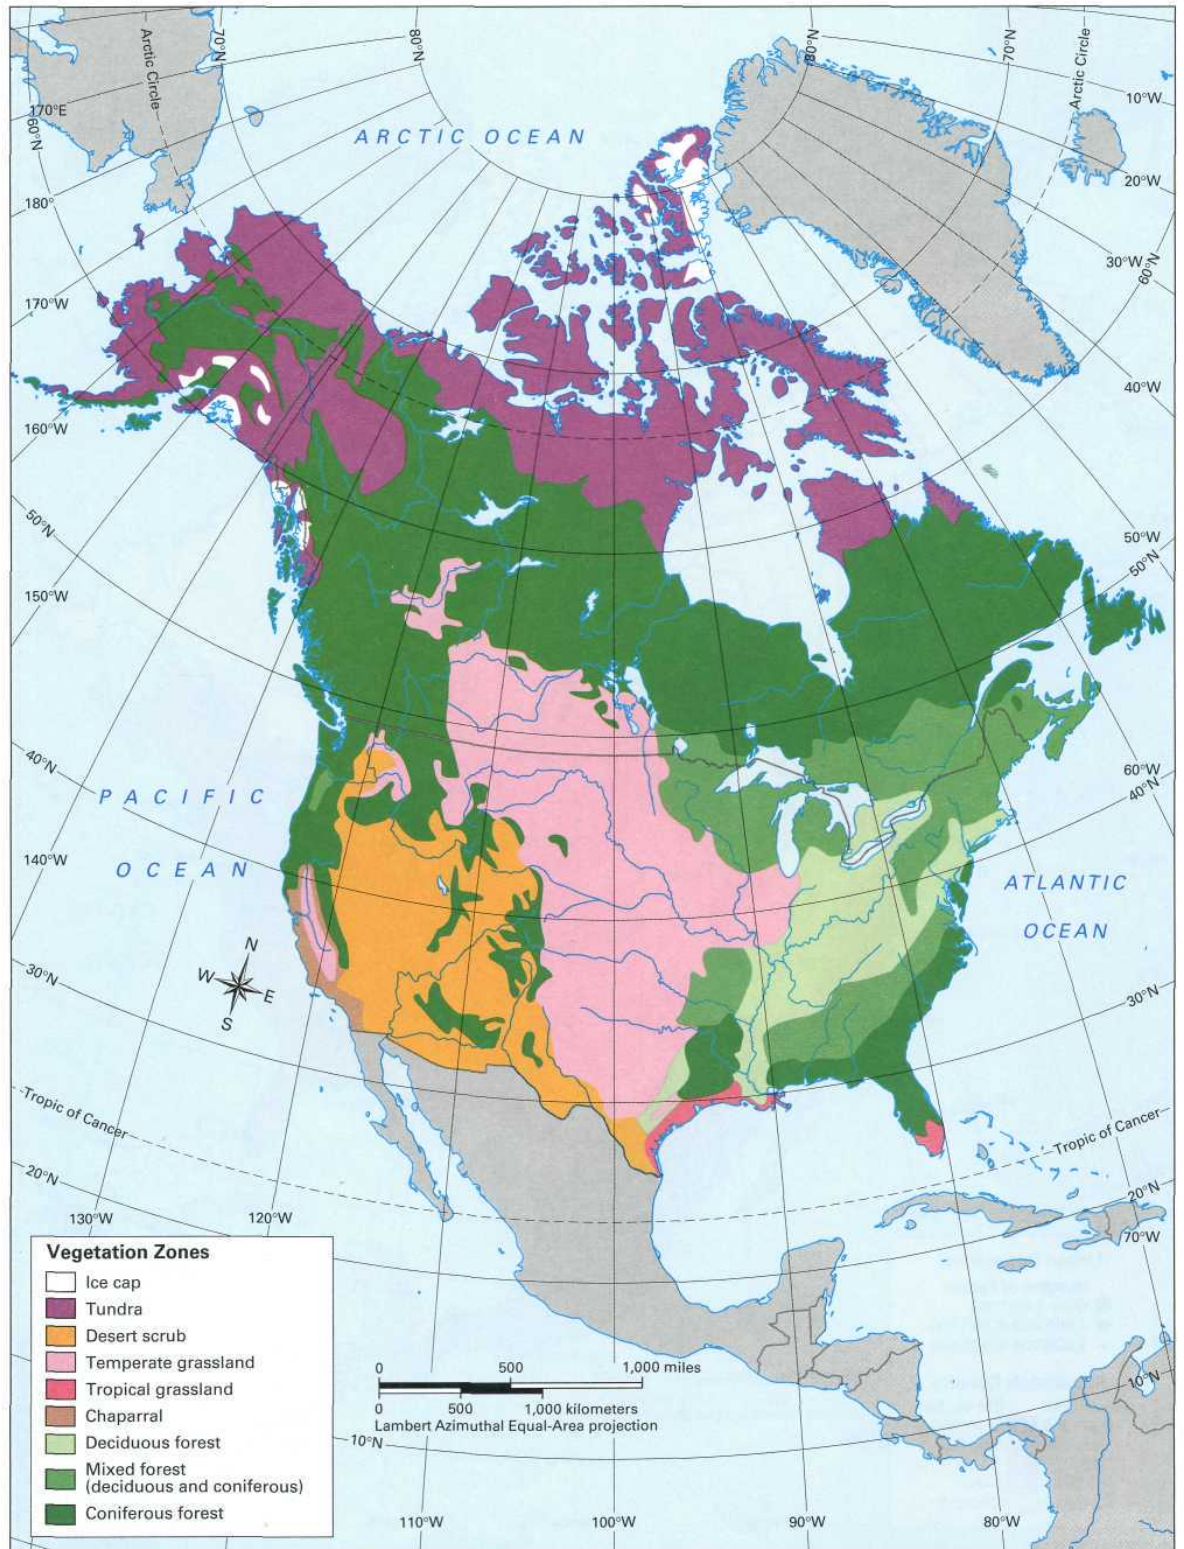 Arctic Circle
70°N
80°N
80°N
70°N
Arctic Circle
10°W
170°E
60°N
ARCTIC OCEAN
20°W
180°
30°W
60°N
170°W
40°W
160°W
50°N
50°W
50°N
150°W
40°N
60°W
40°N
PACIFIC
OCEAN
140°W
ATLANTIC
OCEAN
N
W
E
S
30°N
30°N
Tropic of Cancer
Tropic of Cancer
20°N
20°N
130°W
120°W
70°W
Vegetation Zones
Ice cap
Tundra
Desert scrub
Temperate grassland
Tropical grassland
Chaparral
Deciduous forest
Mixed forest
(deciduous and coniferous)
Coniferous forest
0 500 1,000 miles
0 500 1,000 kilometers
Lambert Azimuthal Equal-Area projection
10°N
10°N
110°W
100°W
90°W
80°W